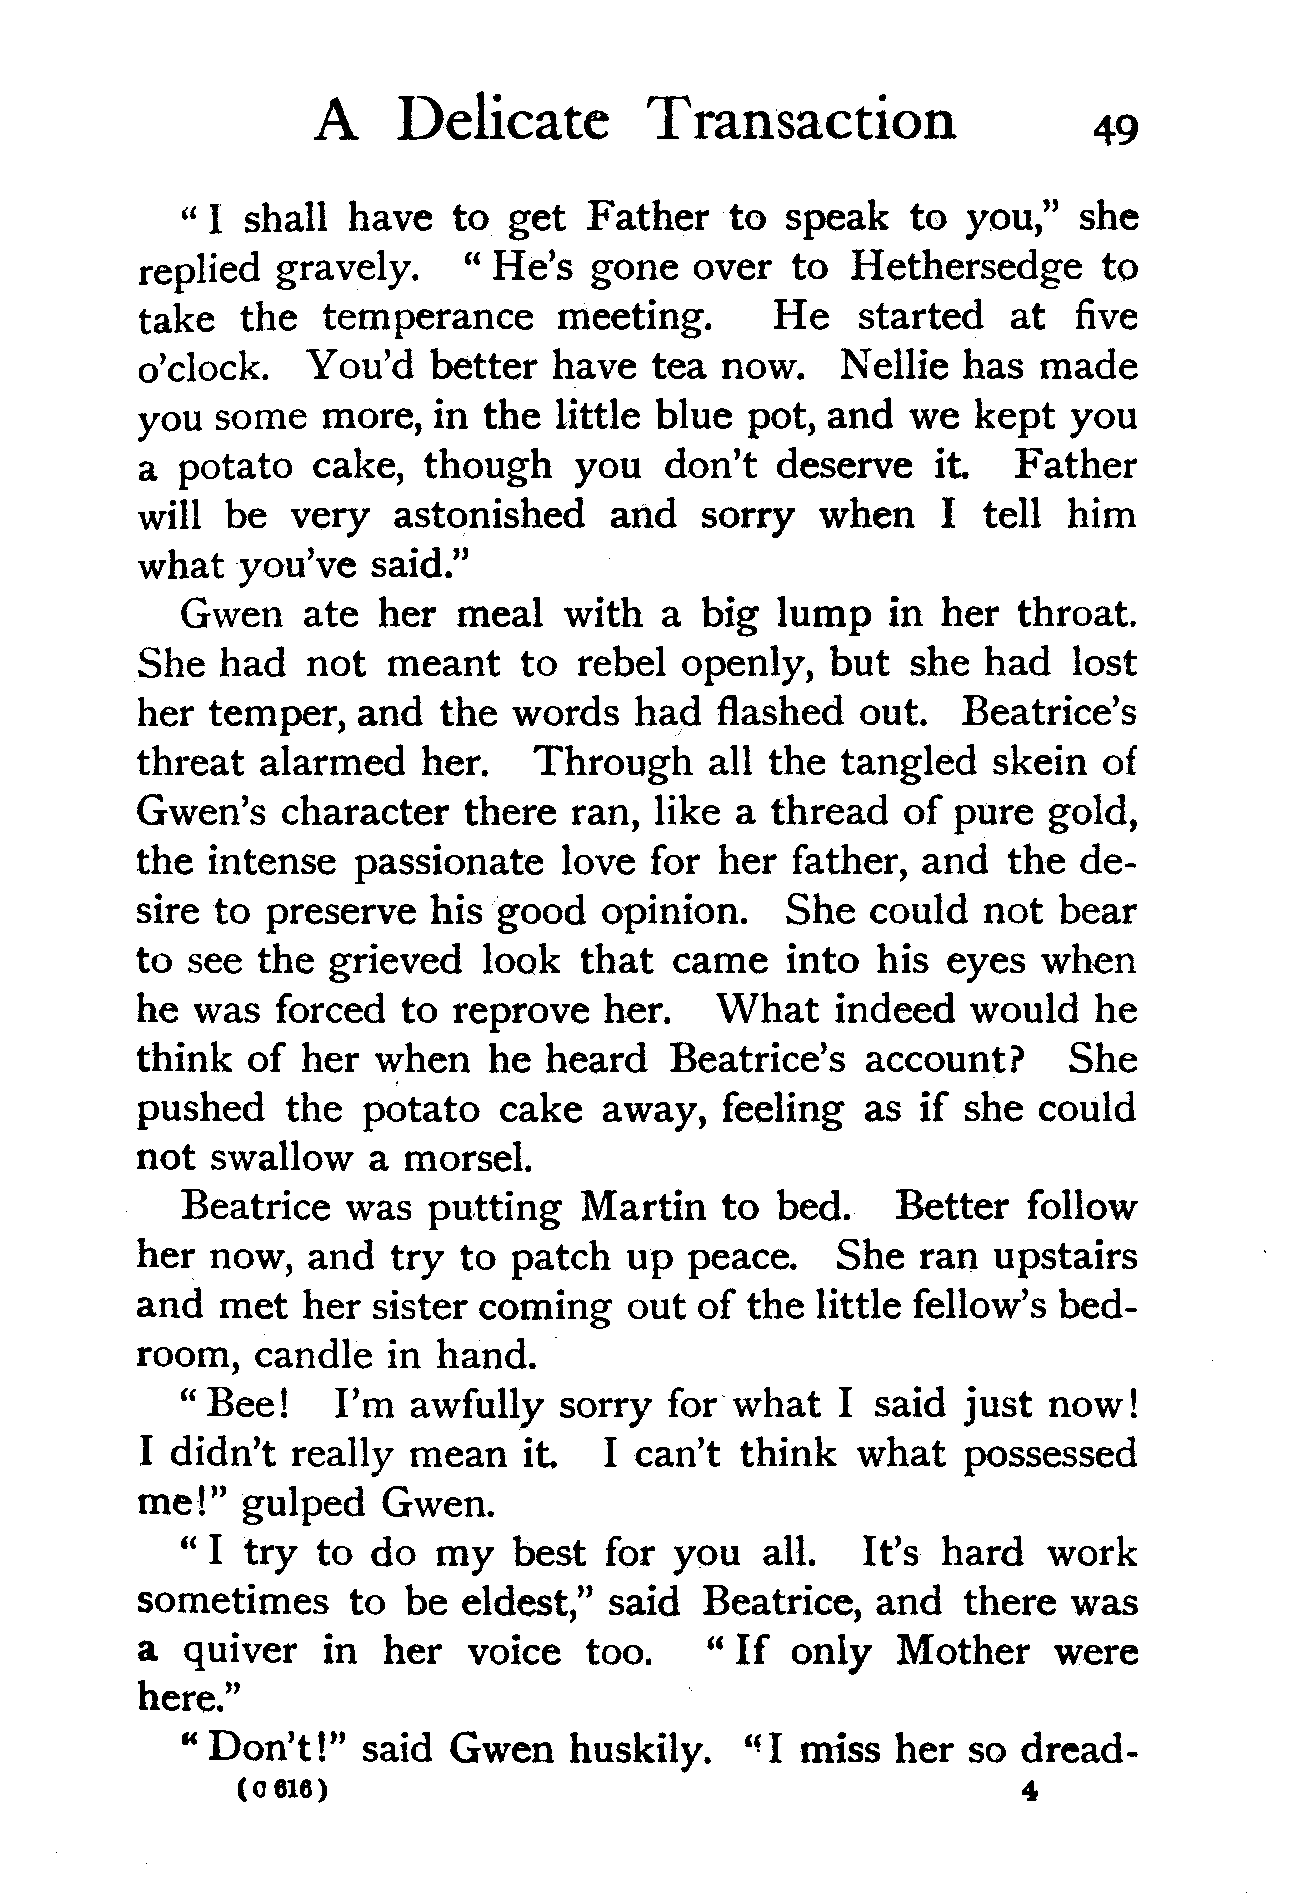 A Delicate Transaction 49
" I shall have to get Father to speak to you," she
replied gravely. " He's gone over to Hethersedge to
take the temperance meeting. He started at five
o'clock. You'd better have tea now. Nellie has made
you some more, in the little blue pot, and we kept you
a potato cake, though you don't deserve it. Father
will be very astonished and sorry when I tell him
what you've said."
Gwen ate her meal with a big lump in her throat.
She had not meant to rebel openly, but she had lost
her temper, and the words had flashed out. Beatrice's
threat alarmed her. Through all the tangled skein of
Gwen's character there ran, like a thread of pure gold,
the intense passionate love for her father, and the de-
sire to preserve his good opinion. She could not bear
to see the grieved look that came into his eyes when
he was forced to reprove her. What indeed would he
think of her when he heard Beatrice's account? She
pushed the potato cake away, feeling as if she could
not swallow a morsel.
Beatrice was putting Martin to bed. Better follow
her now, and try to patch up peace. She ran upstairs
and met her sister coming out of the little fellow's bed-
room, candle in hand.
" Bee! I'm awfully sorry for what I said just now!
I didn't really mean it. I can't think what possessed
me!" gulped Gwen.
" I try to do my best for you all. It's hard work
sometimes to be eldest," said Beatrice, and there was
a quiver in her voice too. " If only Mother were
here."
" Don't!" said Gwen huskily. "I miss her so dread-
(C 616) 4